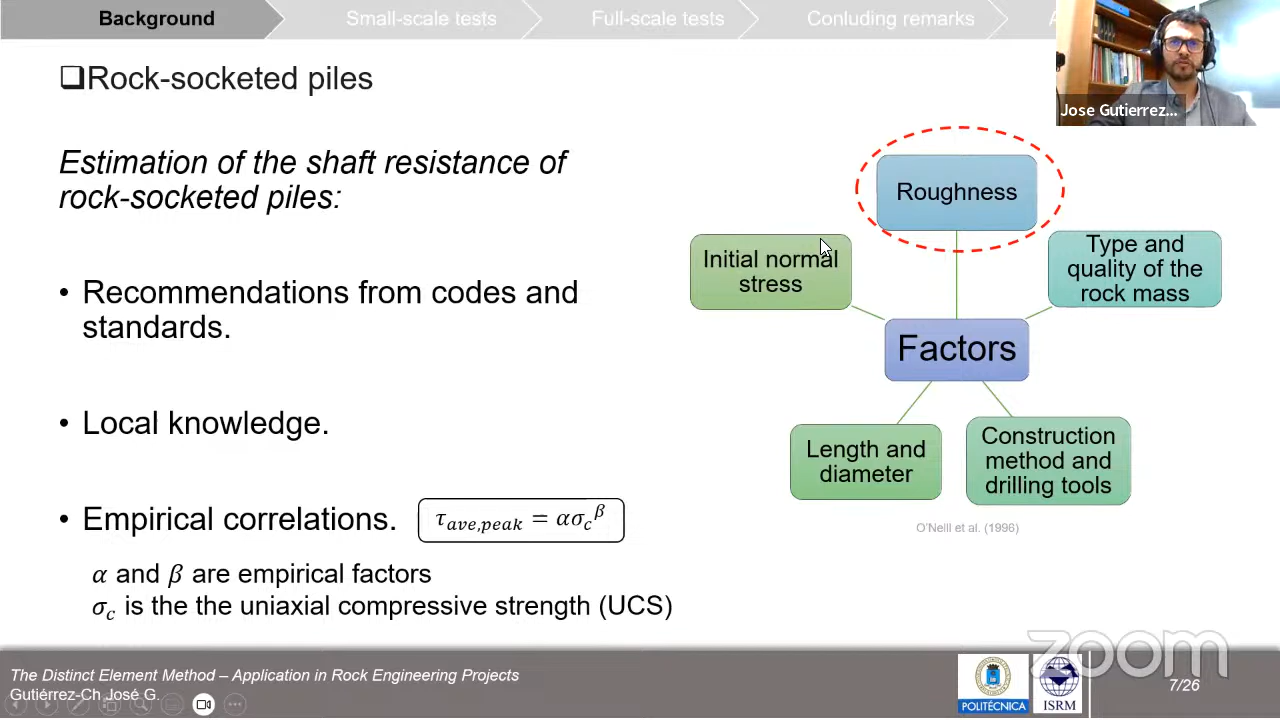 Background
Small-scale tests
Full-scale tests
Conluding remarks
Jose Gutierrez...
❑Rock-socketed piles
Estimation of the shaft resistance of
rock-socketed piles:
• Recommendations from codes and
standards.
• Local knowledge.
• Empirical correlations.
τ_ave,peak = ασ_c^β
α and β are empirical factors
σ_c is the the uniaxial compressive strength (UCS)
Roughness
Initial normal
stress
Type and
quality of the
rock mass
Factors
Length and
diameter
Construction
method and
drilling tools
O'Neill et al. (1996)
zoom
The Distinct Element Method – Application in Rock Engineering Projects
Gutiérrez-Ch José G.
POLITÉCNICA
ISRM
7/26